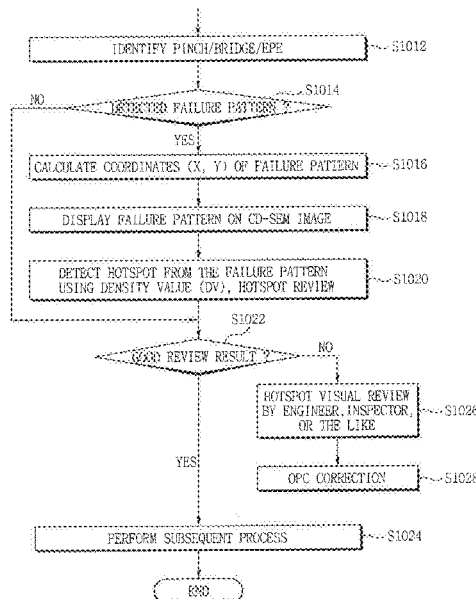 IDENTIFY PINCH/BRIDGE/EPE
S1012
S1014
NO
DETECTED FAILURE PATTERN ?
YES
CALCULATE COORDINATES (X, Y) OF FAILURE PATTERN
S1016
DISPLAY FAILURE PATTERN ON CD-SEM IMAGE
S1018
DETECT HOTSPOT FROM THE FAILURE PATTERN
USING DENSITY VALUE (DV), HOTSPOT REVIEW
S1020
S1022
GOOD REVIEW RESULT ?
NO
HOTSPOT VISUAL REVIEW
BY ENGINEER, INSPECTOR,
OR THE LIKE
S1026
YES
OPC CORRECTION
S1028
PERFORM SUBSEQUENT PROCESS
S1024
END